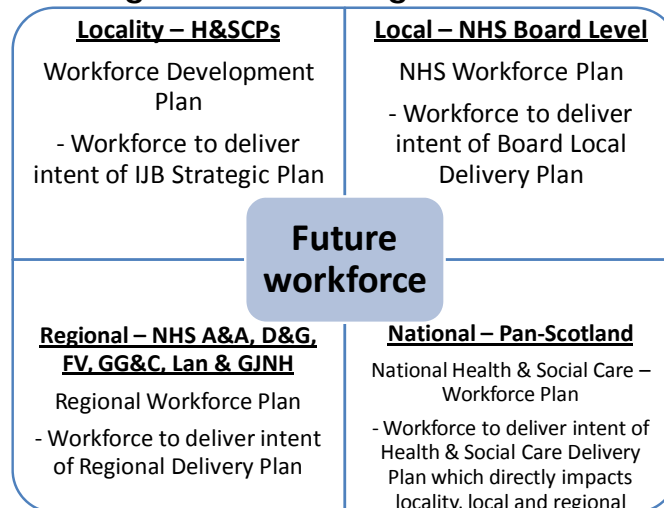 Locality – H&SCPs
Workforce Development
Plan
- Workforce to deliver
intent of IJB Strategic Plan
Local – NHS Board Level
NHS Workforce Plan
- Workforce to deliver
intent of Board Local
Delivery Plan
Future
workforce
Regional – NHS A&A, D&G,
FV, GG&C, Lan & GJNH
Regional Workforce Plan
- Workforce to deliver intent
of Regional Delivery Plan
National – Pan-Scotland
National Health & Social Care –
Workforce Plan
- Workforce to deliver intent of
Health & Social Care Delivery
Plan which directly impacts
locality, local and regional